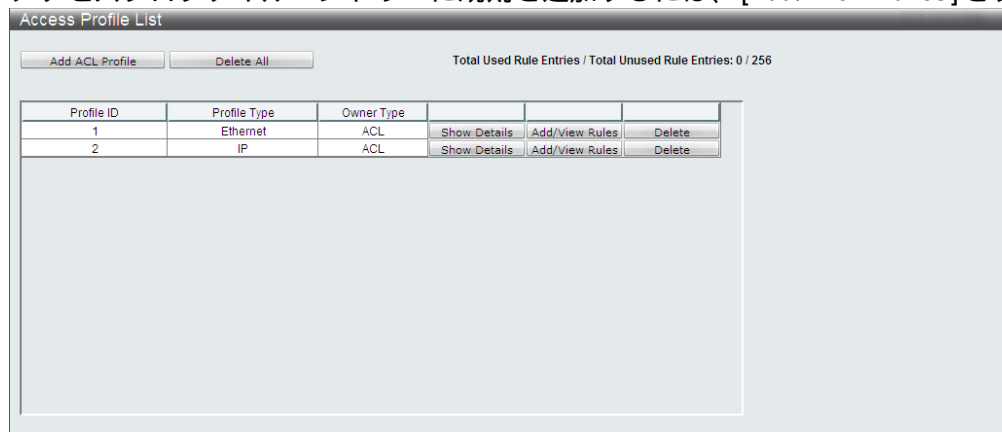 Access Profile List
Add ACL Profile Delete All Total Used Rule Entries / Total Unused Rule Entries: 0 / 256
Profile ID Profile Type Owner Type
1 Ethernet ACL Show Details Add/View Rules Delete
2 IP ACL Show Details Add/View Rules Delete